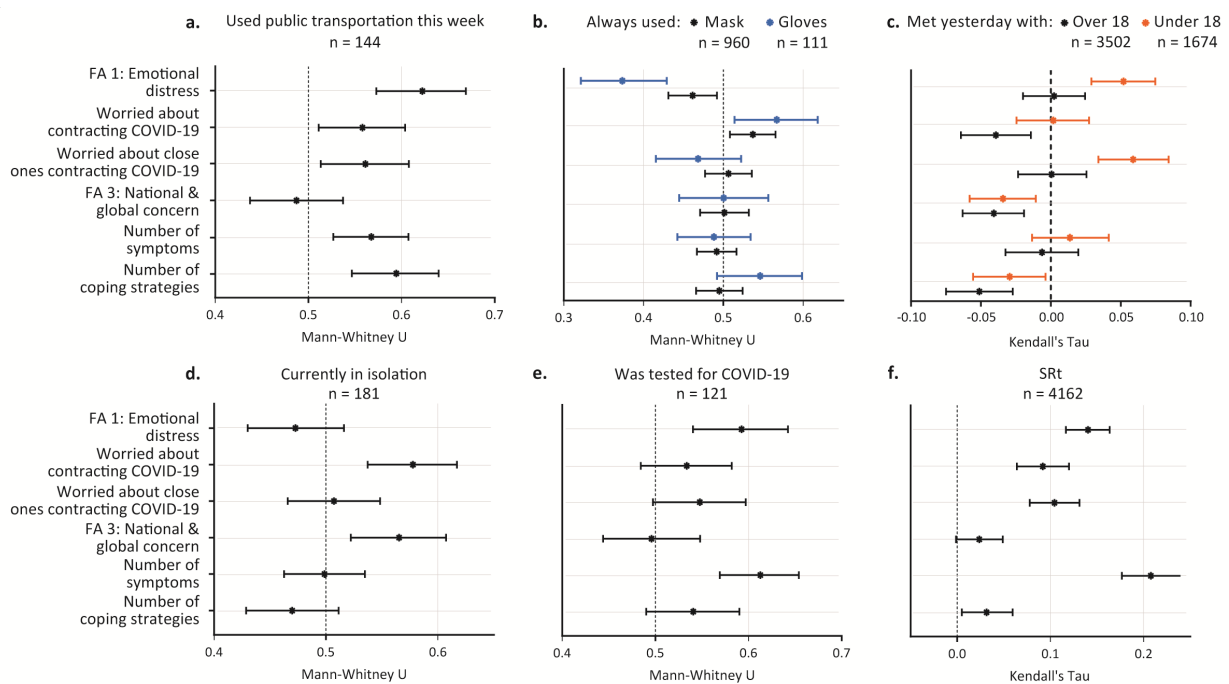 a. Used public transportation this week
n = 144
b. Always used: Mask Gloves
n = 960 n = 111
c. Met yesterday with: Over 18 Under 18
n = 3502 n = 1674
FA 1: Emotional
distress
Worried about
contracting COVID-19
Worried about close
ones contracting COVID-19
FA 3: National &
global concern
Number of
symptoms
Number of
coping strategies
0.4 0.5 0.6 0.7
Mann-Whitney U
0.3 0.4 0.5 0.6
Mann-Whitney U
-0.10 -0.05 0.00 0.05 0.10
Kendall's Tau
d. Currently in isolation
n = 181
e. Was tested for COVID-19
n = 121
f. SRt
n = 4162
FA 1: Emotional
distress
Worried about
contracting COVID-19
Worried about close
ones contracting COVID-19
FA 3: National &
global concern
Number of
symptoms
Number of
coping strategies
0.4 0.5 0.6
Mann-Whitney U
0.4 0.5 0.6 0.7
Mann-Whitney U
0.0 0.1 0.2
Kendall's Tau